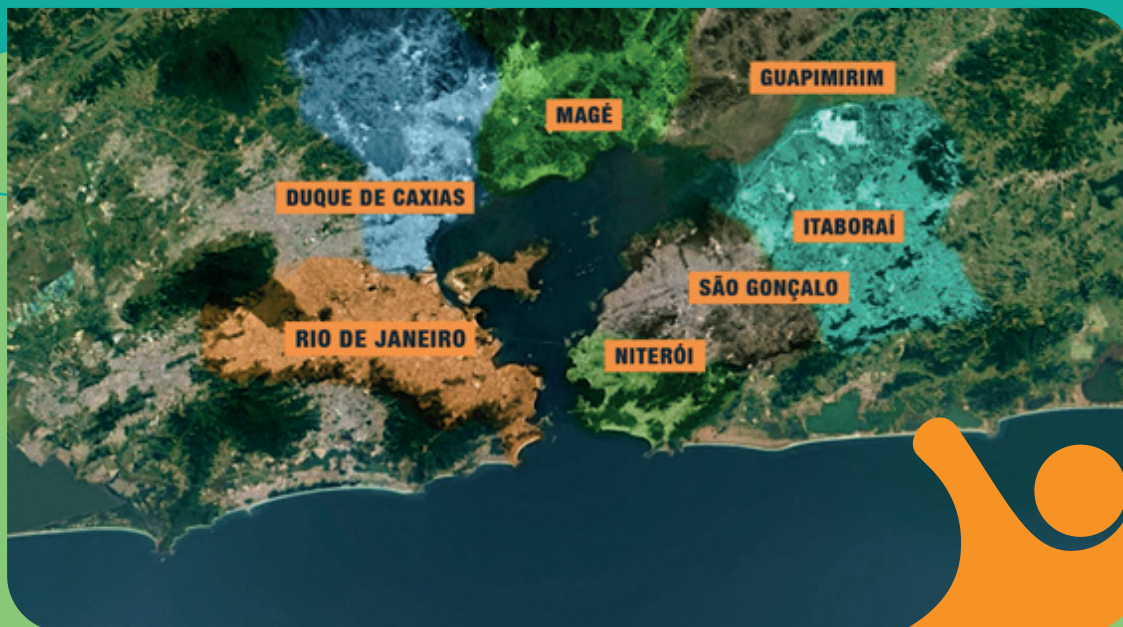 GUAPIMIRIM
MAGÉ
DUQUE DE CAXIAS
ITABORAÍ
SÃO GONÇALO
RIO DE JANEIRO
NITERÓI